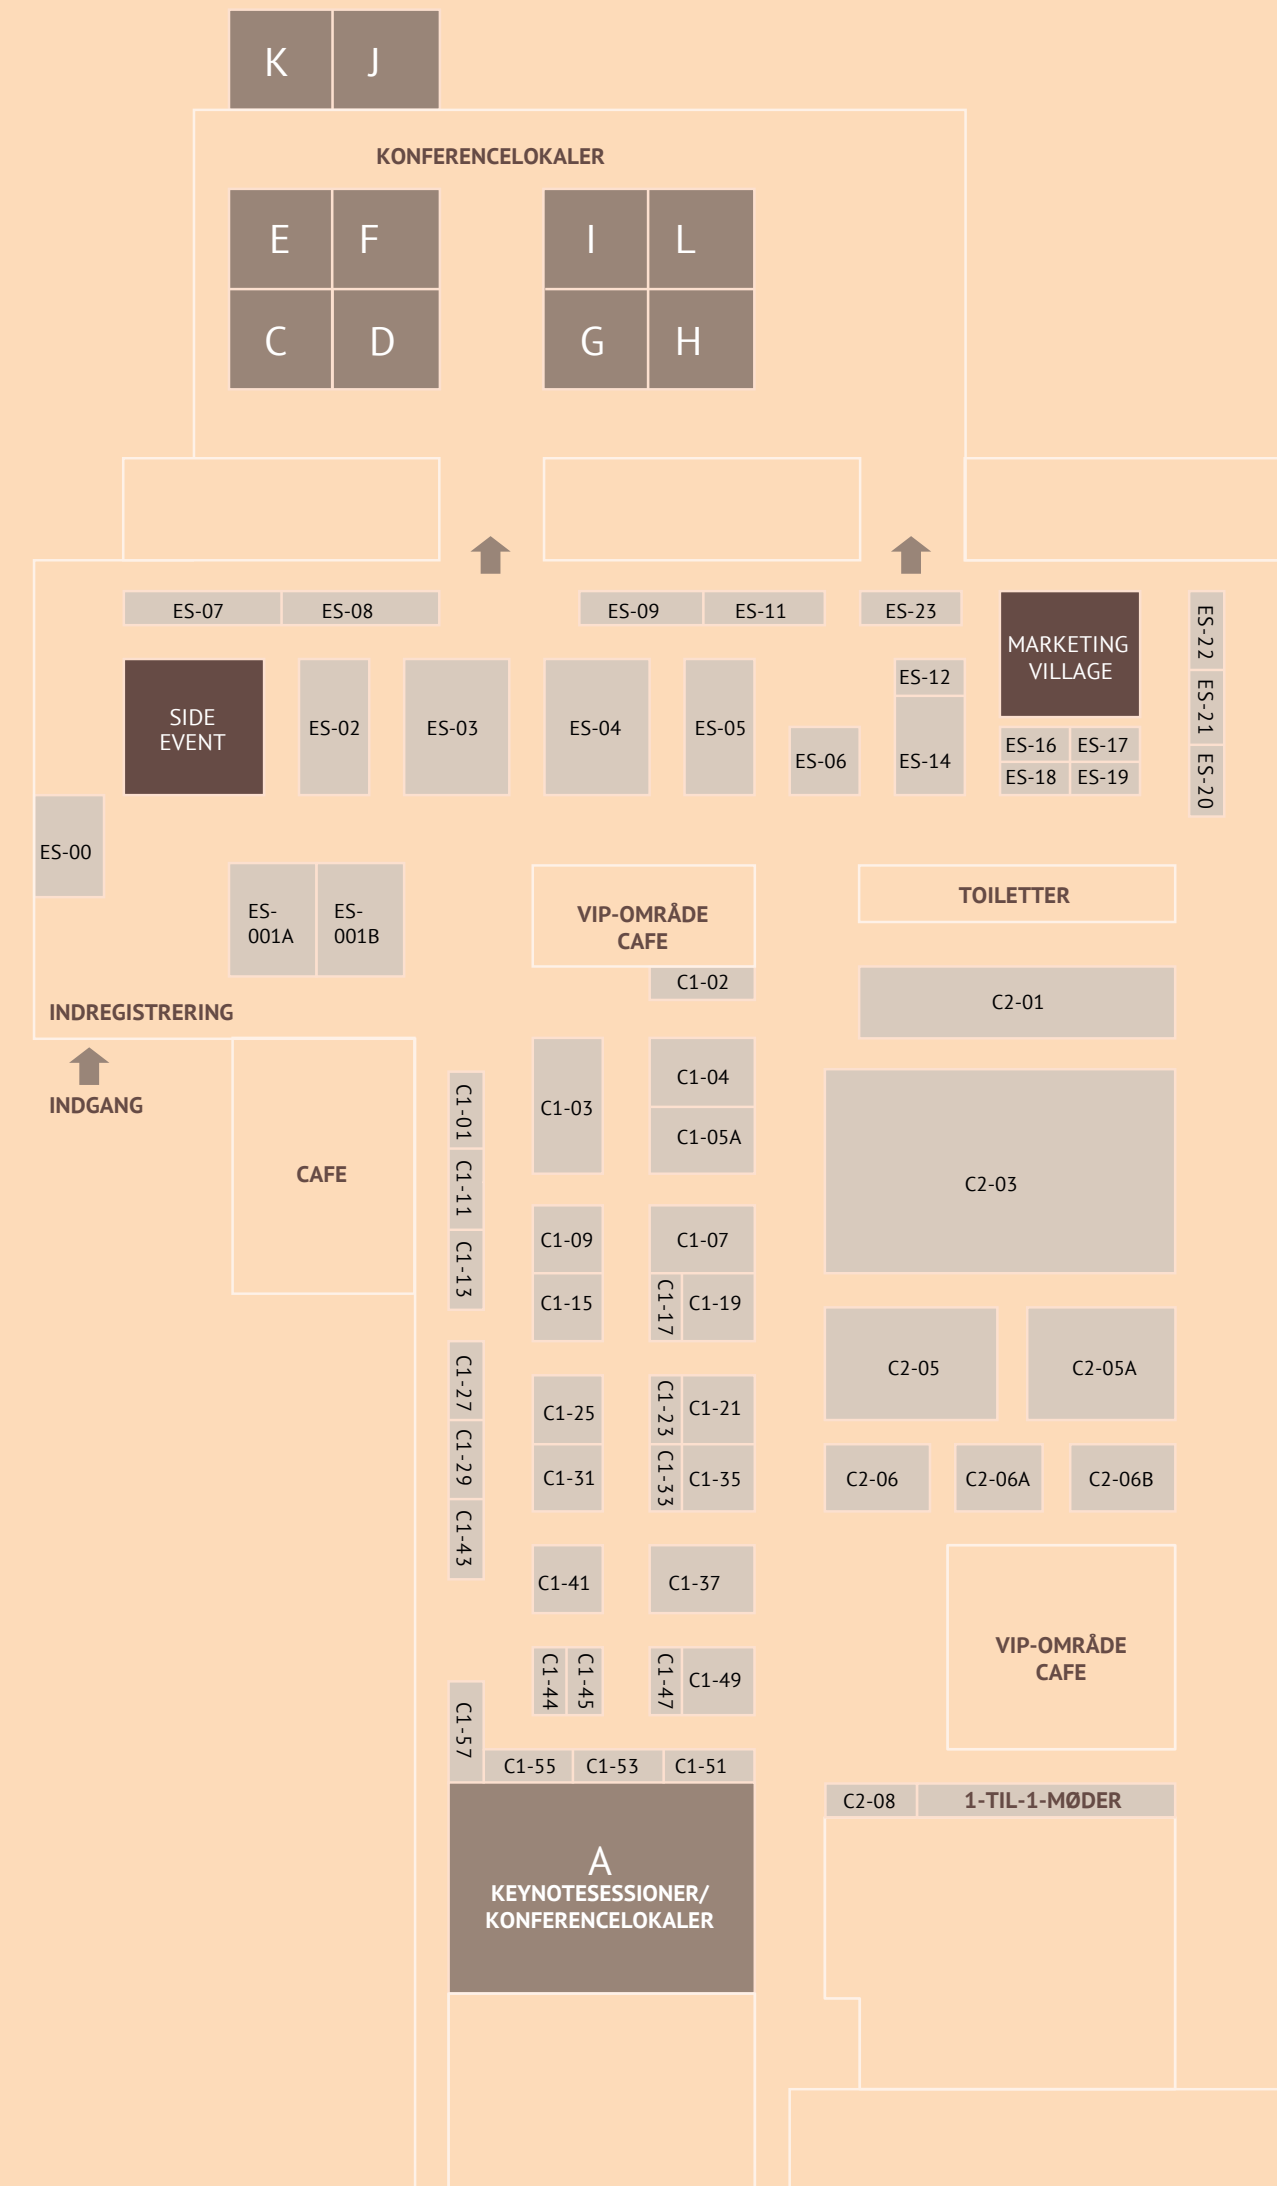 K
J
KONFERENCELOKALER
E
F
I
L
C
D
G
H
ES-07
ES-08
ES-09
ES-11
ES-23
MARKETING
VILLAGE
ES-22
ES-21
ES-20
SIDE
EVENT
ES-02
ES-03
ES-04
ES-05
ES-06
ES-12
ES-14
ES-16
ES-17
ES-18
ES-19
ES-00
ES-
001A
ES-
001B
VIP-OMRÅDE
CAFE
TOILETTER
C1-02
C2-01
INDREGISTRERING
INDGANG
CAFE
C1-01
C1-11
C1-13
C1-03
C1-04
C1-05A
C2-03
C1-09
C1-07
C1-15
C1-17
C1-19
C1-27
C1-29
C1-43
C1-25
C1-23
C1-21
C1-31
C1-33
C1-35
C2-05
C2-05A
C2-06
C2-06A
C2-06B
C1-41
C1-37
C1-44
C1-45
C1-47
C1-49
VIP-OMRÅDE
CAFE
C1-57
C1-55
C1-53
C1-51
C2-08
1-TIL-1-MØDER
A
KEYNOTESESSIONER/
KONFERENCELOKALER